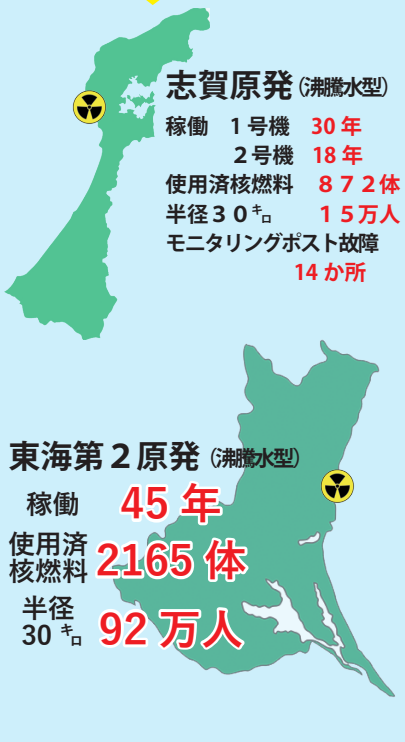 志賀原発（沸騰水型）
稼働　1号機　30年
２号機　18年
使用済核燃料　８７２体
半径３０㌔　１５万人
モニタリングポスト故障
14か所
東海第２原発（沸騰水型）
稼働　45年
使用済
核燃料　2165体
半径
30㌔　92万人